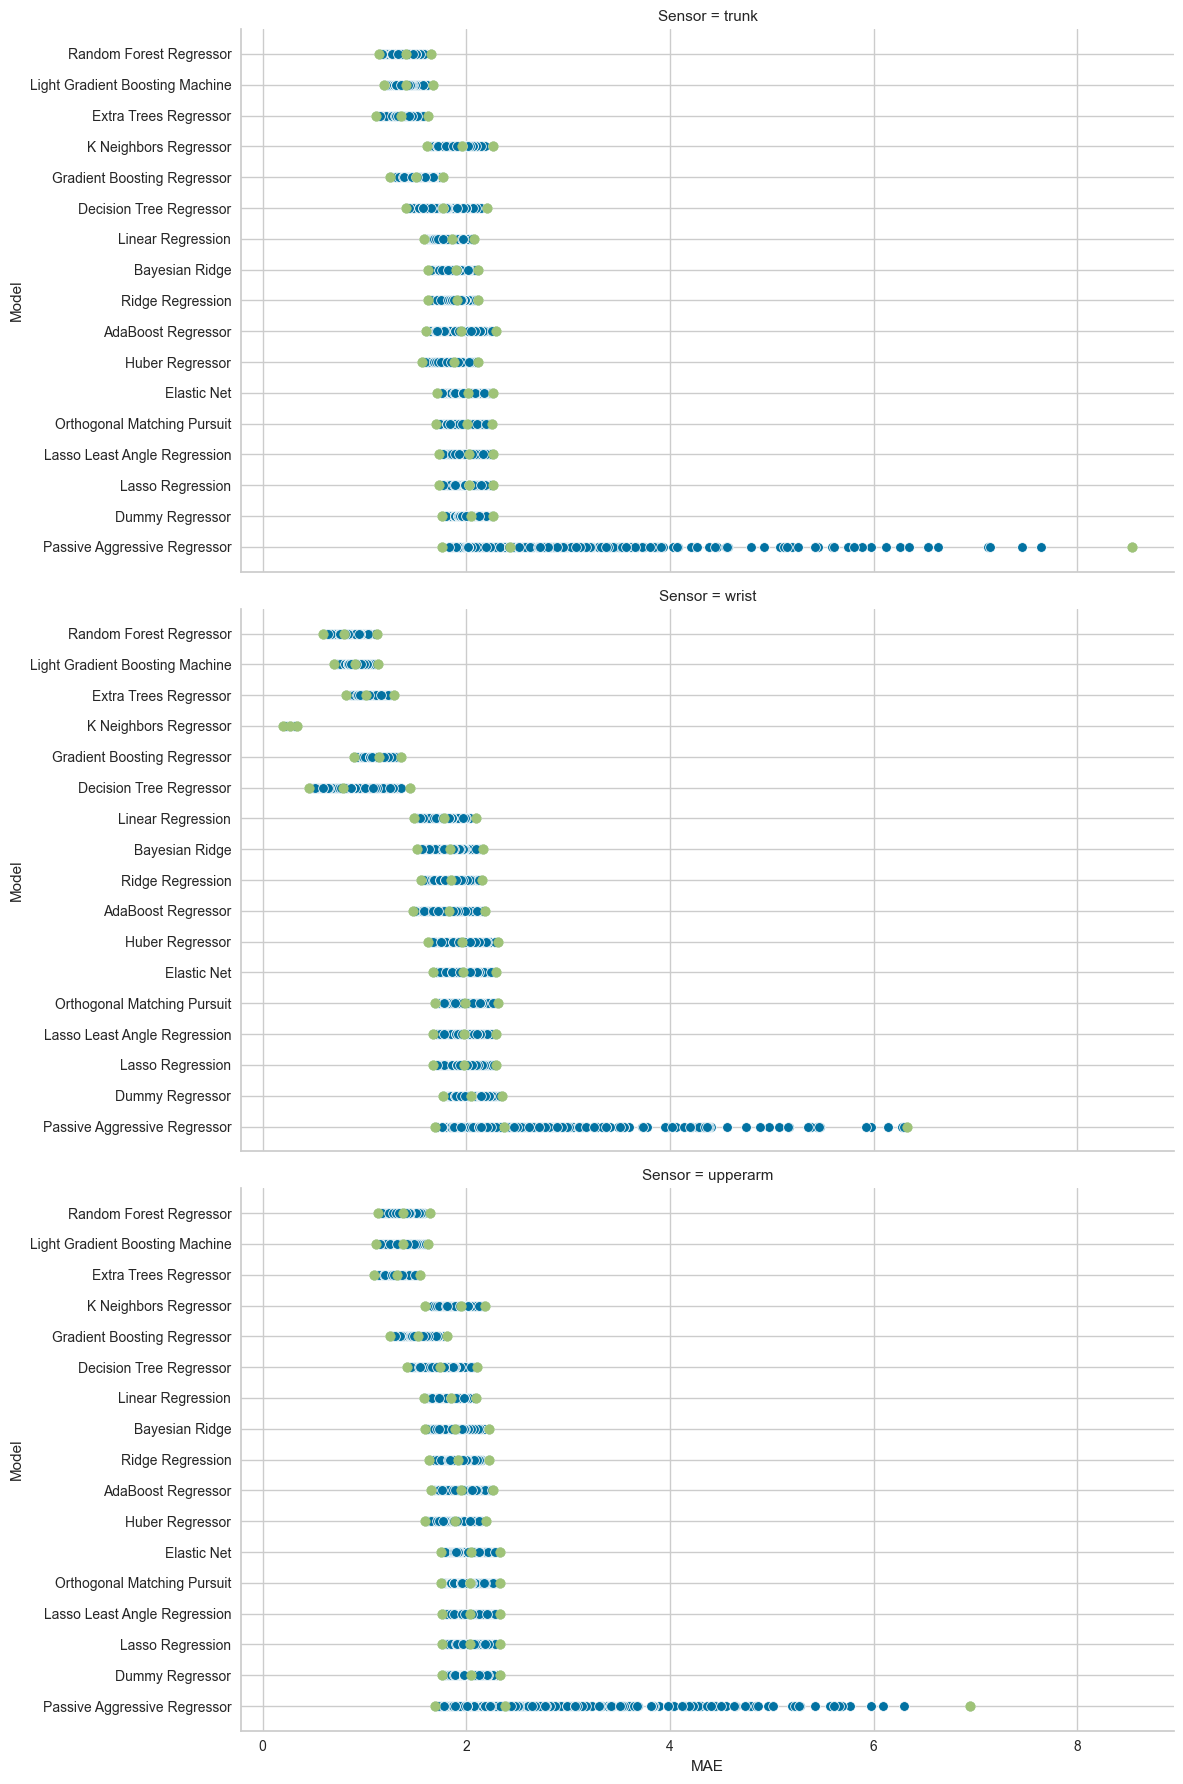 Sensor = trunk
Random Forest Regressor
Light Gradient Boosting Machine
Extra Trees Regressor
K Neighbors Regressor
Gradient Boosting Regressor
Decision Tree Regressor
Linear Regression
Bayesian Ridge
Ridge Regression
AdaBoost Regressor
Huber Regressor
Elastic Net
Orthogonal Matching Pursuit
Lasso Least Angle Regression
Lasso Regression
Dummy Regressor
Passive Aggressive Regressor
Model
Sensor = wrist
Random Forest Regressor
Light Gradient Boosting Machine
Extra Trees Regressor
K Neighbors Regressor
Gradient Boosting Regressor
Decision Tree Regressor
Linear Regression
Bayesian Ridge
Ridge Regression
AdaBoost Regressor
Huber Regressor
Elastic Net
Orthogonal Matching Pursuit
Lasso Least Angle Regression
Lasso Regression
Dummy Regressor
Passive Aggressive Regressor
Model
Sensor = upperarm
Random Forest Regressor
Light Gradient Boosting Machine
Extra Trees Regressor
K Neighbors Regressor
Gradient Boosting Regressor
Decision Tree Regressor
Linear Regression
Bayesian Ridge
Ridge Regression
AdaBoost Regressor
Huber Regressor
Elastic Net
Orthogonal Matching Pursuit
Lasso Least Angle Regression
Lasso Regression
Dummy Regressor
Passive Aggressive Regressor
Model
0 2 4 6 8
MAE